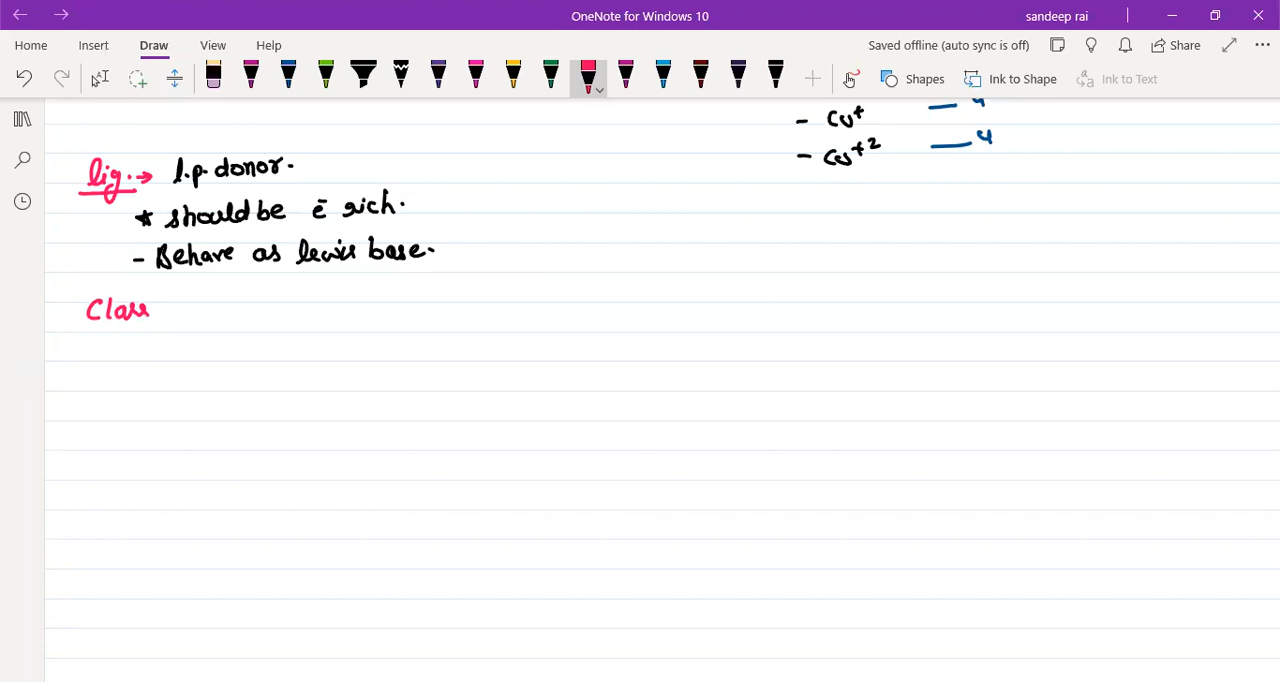 OneNote for Windows 10
sandeep rai
Home Insert Draw View Help
Saved offline (auto sync is off)
Share
Shapes
Ink to Shape
Ink to Text
- Cu+
- Cu+2 4
lig. → l.p. donor.
* should be ē rich.
- Behave as lewis base.
Class